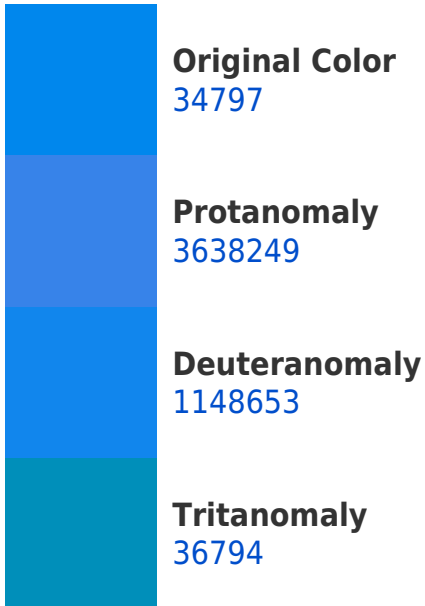 Original Color
34797
Protanomaly
3638249
Deuteranomaly
1148653
Tritanomaly
36794